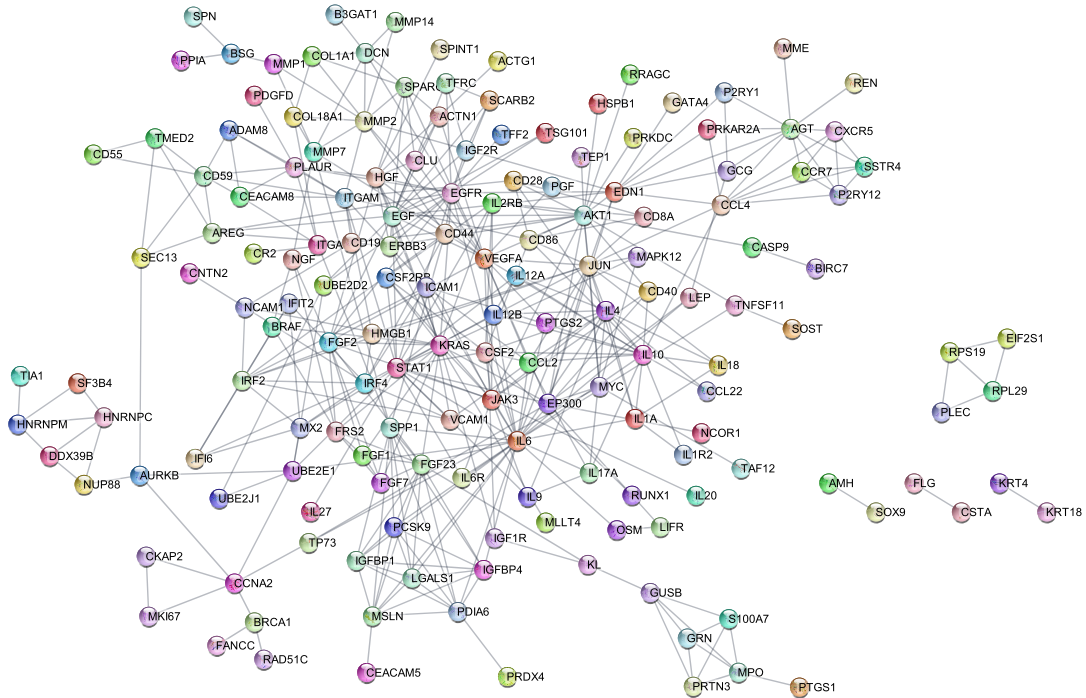 SPN
B3GAT1
MMP14
PPIA
BSG
MMP1
COL1A1
DCN
SPINT1
ACTG1
MME
RRAGC
REN
PDGFD
SPARC
TFRC
SCARB2
HSPB1
GATA4
P2RY1
COL18A1
MMP2
ACTN1
TMED2
ADAM8
TFF2
TSG101
PRKDC
PRKAR2A
AGT
CXCR5
CD55
MMP7
IGF2R
TEP1
PLAUR
CLU
GCG
CCR7
SSTR4
CD59
HGF
CD28
PGF
EDN1
P2RY12
CEACAM8
ITGAM
EGFR
IL2RB
CCL4
EGF
AKT1
CD8A
AREG
CD44
CR2
ITGA
CD19
ERBB3
CD86
CASP9
SEC13
NGF
VEGFA
MAPK12
BIRC7
CNTN2
UBE2D2
CSF2RB
ICAM1
IL12A
JUN
CD40
LEP
NCAM1
IFIT2
IL12B
IL4
TNFSF11
BRAF
HMGB1
PTGS2
SOST
FGF2
KRAS
CSF2
IL10
EIF2S1
RPS19
STAT1
CCL2
IL18
TIA1
SF3B4
IRF2
IRF4
MYC
CCL22
RPL29
HNRNPM
HNRNPC
JAK3
EP300
PLEC
MX2
FRS2
SPP1
VCAM1
IL6
IL1A
NCOR1
DDX39B
IFI6
FGF1
IL1R2
TAF12
NUP88
AURKB
UBE2E1
FGF23
IL6R
IL17A
UBE2J1
FGF7
IL9
RUNX1
IL20
AMH
FLG
KRT4
IL27
PCSK9
MLLT4
OSM
LIFR
SOX9
CSTA
KRT18
TP73
IGF1R
CKAP2
IGFBP1
LGALS1
IGFBP4
KL
CCNA2
GUSB
MKI67
BRCA1
MSLN
PDIA6
S100A7
FANCC
GRN
RAD51C
CEACAM5
PRDX4
PRTN3
MPO
PTGS1